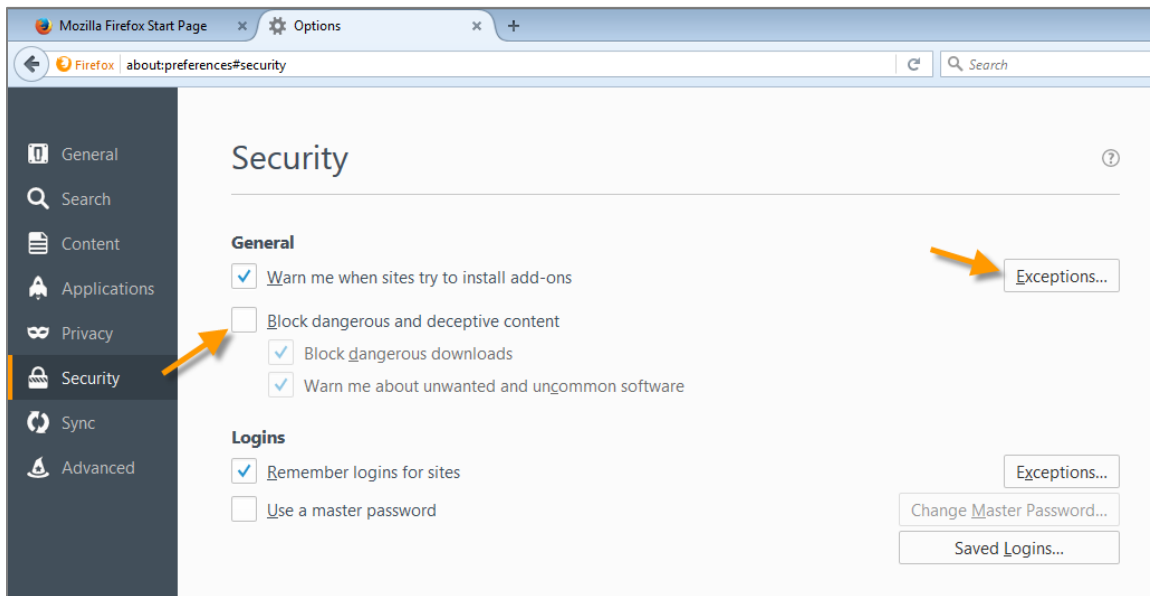 Mozilla Firefox Start Page
Options
Firefox about:preferences#security
Search
General
Search
Content
Applications
Privacy
Security
Sync
Advanced
Security
General
Warn me when sites try to install add-ons
Exceptions...
Block dangerous and deceptive content
Block dangerous downloads
Warn me about unwanted and uncommon software
Logins
Remember logins for sites
Exceptions...
Use a master password
Change Master Password...
Saved Logins...